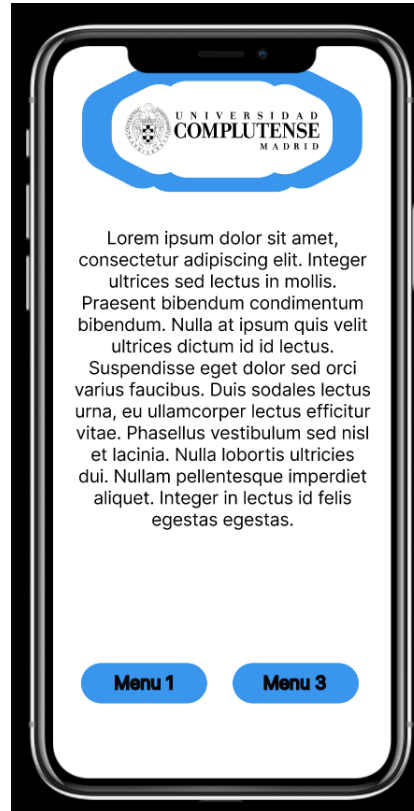 UNIVERSIDAD
COMPLUTENSE
MADRID
Lorem ipsum dolor sit amet,
consectetur adipiscing elit. Integer
ultrices sed lectus in mollis.
Praesent bibendum condimentum
bibendum. Nulla at ipsum quis velit
ultrices dictum id id lectus.
Suspendisse eget dolor sed orci
varius faucibus. Duis sodales lectus
urna, eu ullamcorper lectus efficitur
vitae. Phasellus vestibulum sed nisl
et lacinia. Nulla lobortis ultricies
dui. Nullam pellentesque imperdiet
aliquet. Integer in lectus id felis
egestas egestas.
Menu 1
Menu 3